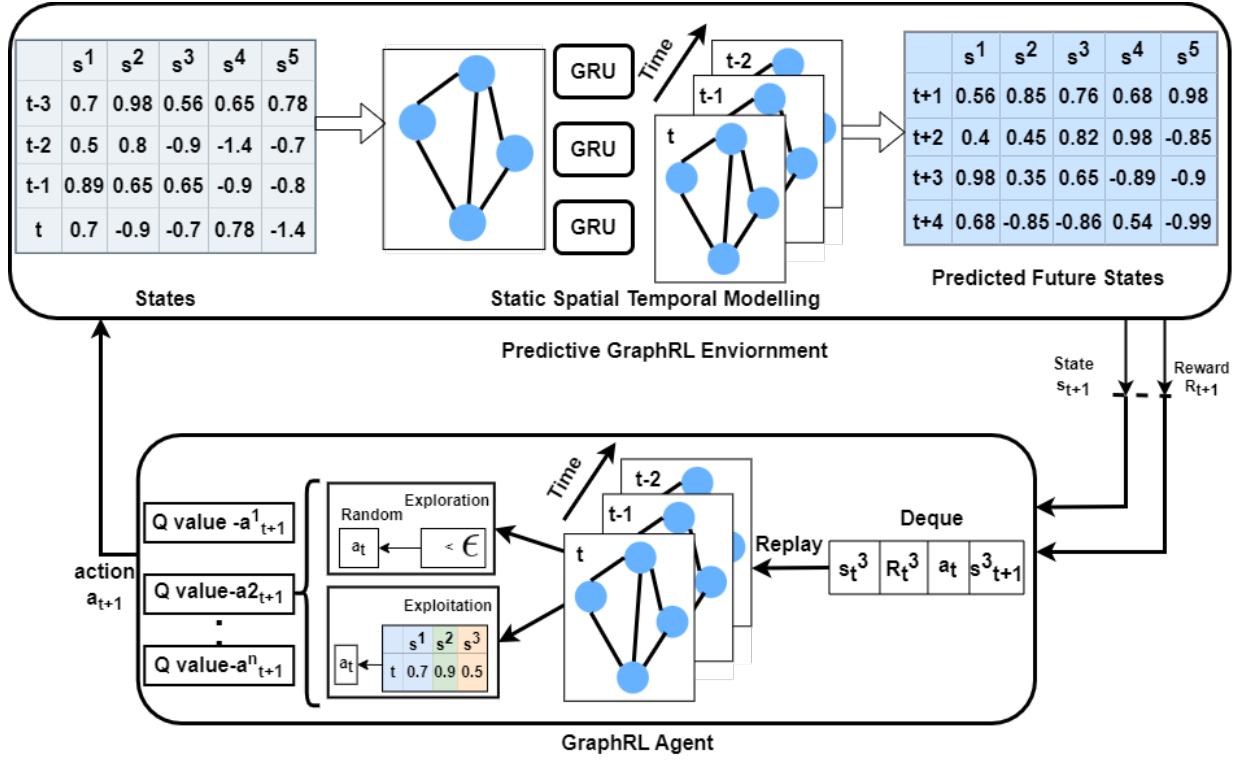 s1 s2 s3 s4 s5
t-3 0.7 0.98 0.56 0.65 0.78
t-2 0.5 0.8 -0.9 -1.4 -0.7
t-1 0.89 0.65 0.65 -0.9 -0.8
t 0.7 -0.9 -0.7 0.78 -1.4
States
GRU
GRU
GRU
Time
t-2
t-1
t
Static Spatial Temporal Modelling
s1 s2 s3 s4 s5
t+1 0.56 0.85 0.76 0.68 0.98
t+2 0.4 0.45 0.82 0.98 -0.85
t+3 0.98 0.35 0.65 -0.89 -0.9
t+4 0.68 -0.85 -0.86 0.54 -0.99
Predicted Future States
Predictive GraphRL Enviornment
State
st+1
Reward
Rt+1
action
at+1
Q value -a1t+1
Q value-a2t+1
:
Q value-ant+1
Exploration
Random
at
< ϵ
Exploitation
s1 s2 s3
at
t 0.7 0.9 0.5
Time
t-2
t-1
t
Replay
Deque
st3 Rt3 at s3t+1
GraphRL Agent